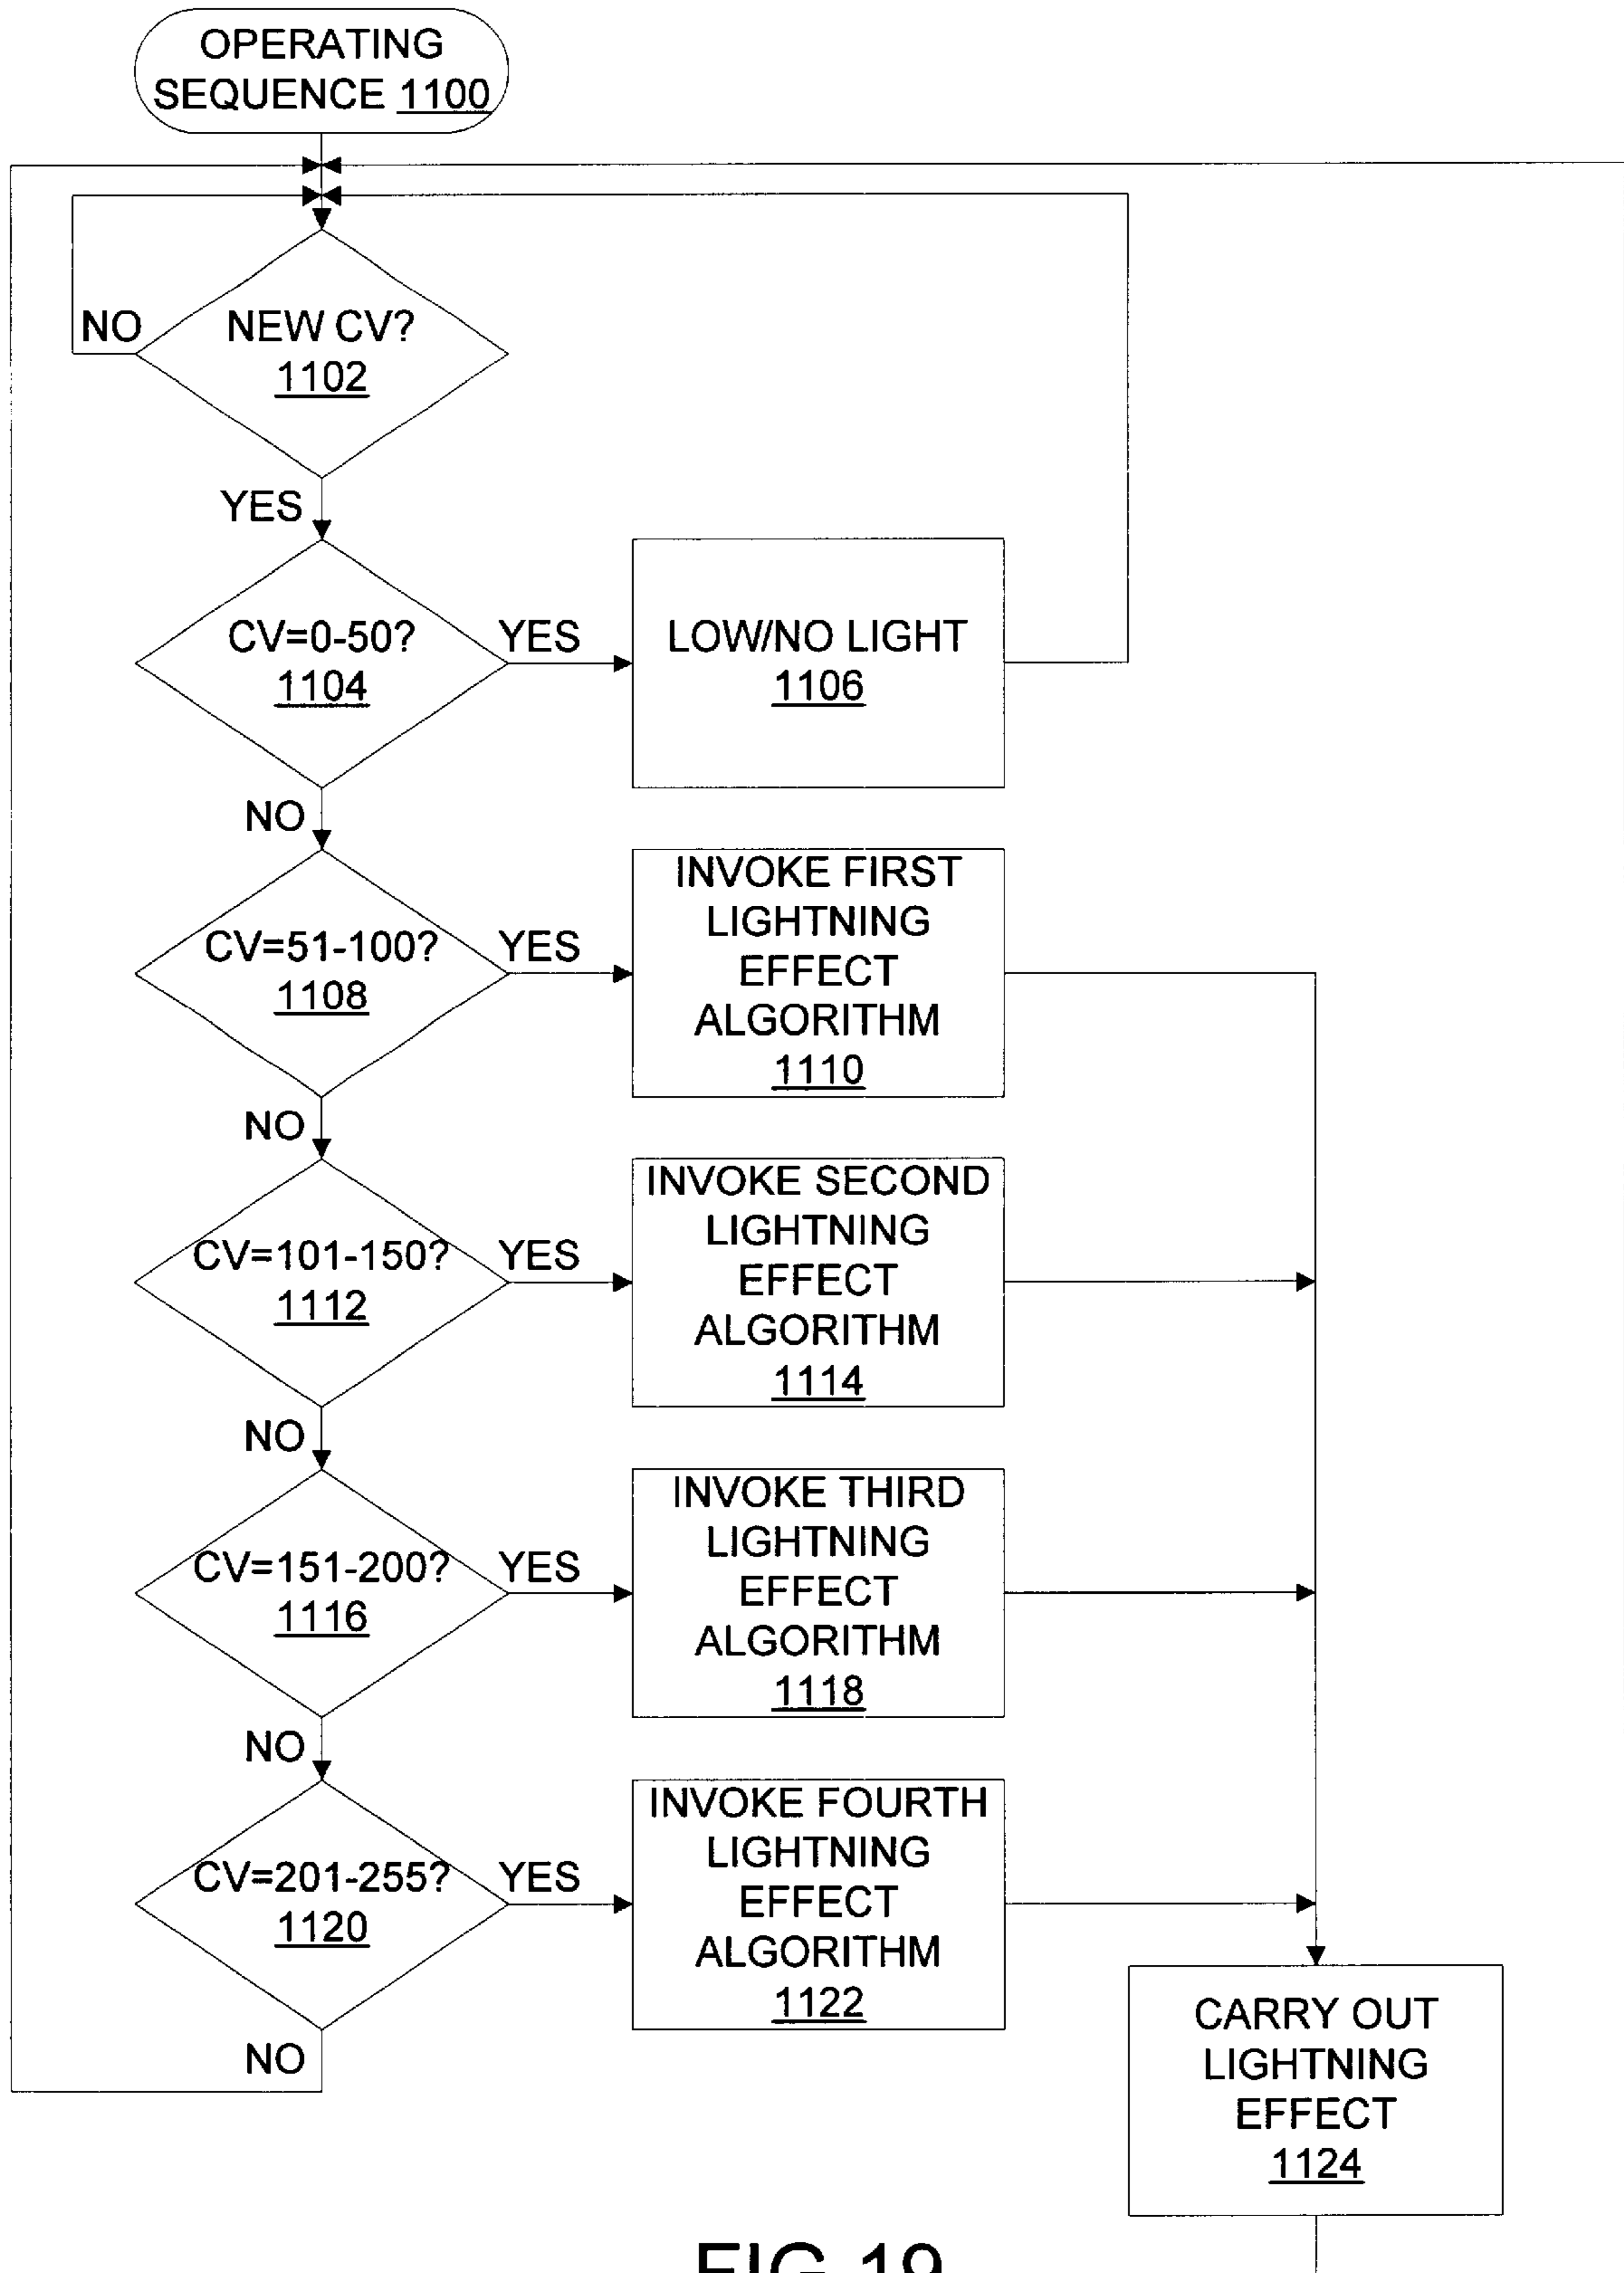 OPERATING
SEQUENCE 1100
NO
NEW CV?
1102
YES
CV=0-50?
1104
YES
LOW/NO LIGHT
1106
NO
CV=51-100?
1108
YES
INVOKE FIRST
LIGHTNING
EFFECT
ALGORITHM
1110
NO
CV=101-150?
1112
YES
INVOKE SECOND
LIGHTNING
EFFECT
ALGORITHM
1114
NO
CV=151-200?
1116
YES
INVOKE THIRD
LIGHTNING
EFFECT
ALGORITHM
1118
NO
CV=201-255?
1120
YES
INVOKE FOURTH
LIGHTNING
EFFECT
ALGORITHM
1122
NO
CARRY OUT
LIGHTNING
EFFECT
1124
FIG 19